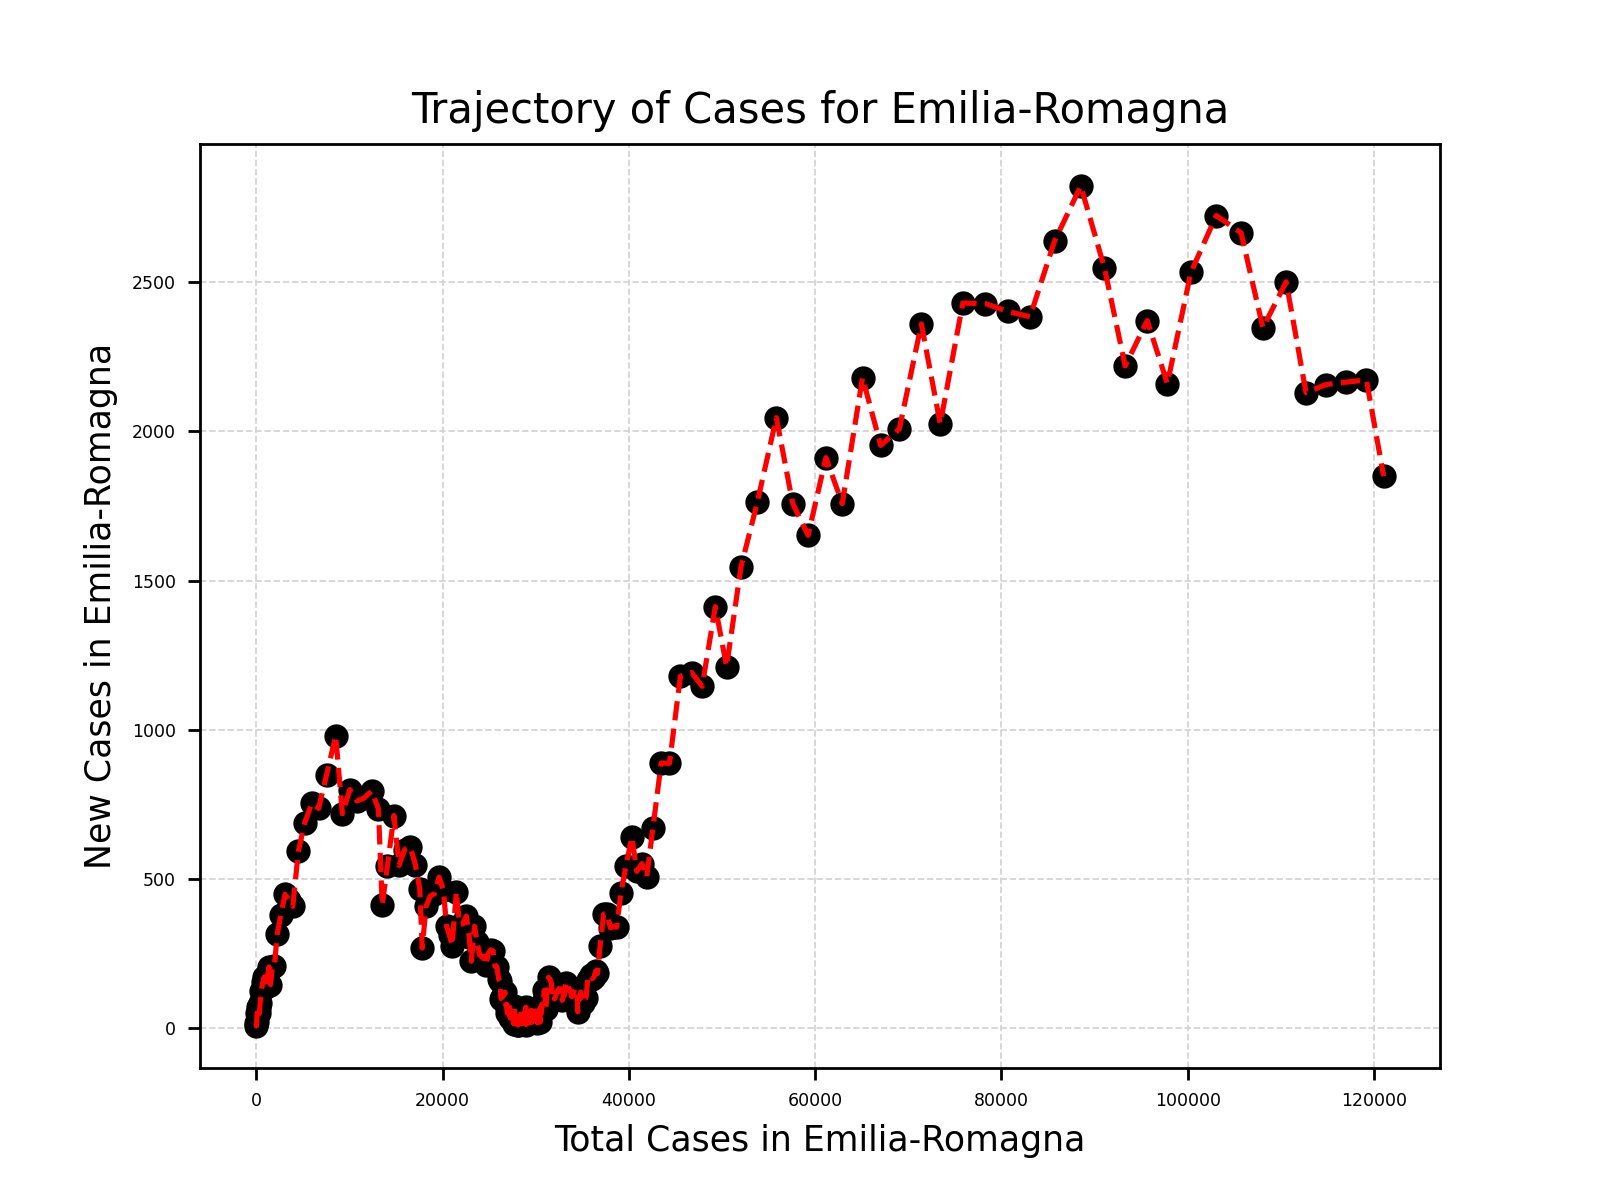 Trajectory of Cases for Emilia-Romagna
New Cases in Emilia-Romagna
2500
2000
1500
1000
500
0
0 20000 40000 60000 80000 100000 120000
Total Cases in Emilia-Romagna